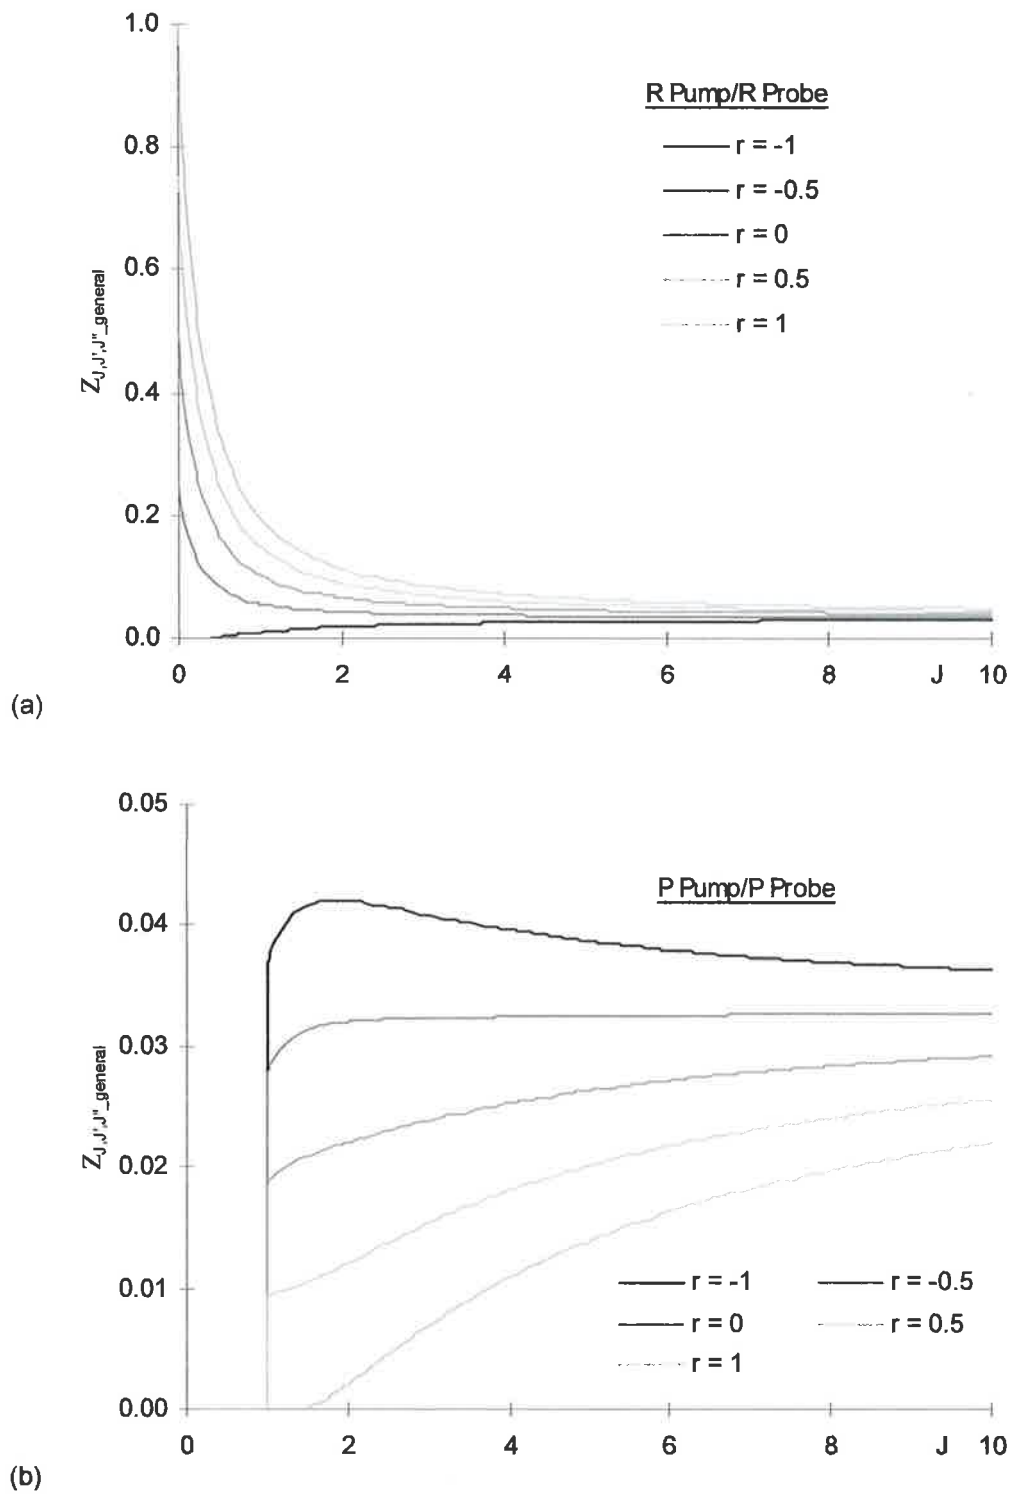 1.0
R Pump/R Probe
0.8
r = -1
r = -0.5
r = 0
0.6
r = 0.5
r = 1
Z_J,J',J"_general
0.4
0.2
0.0
0 2 4 6 8 J 10
(a)
0.05
P Pump/P Probe
0.04
0.03
Z_J,J',J"_general
0.02
0.01
r = -1 r = -0.5
r = 0 r = 0.5
r = 1
0.00
0 2 4 6 8 J 10
(b)